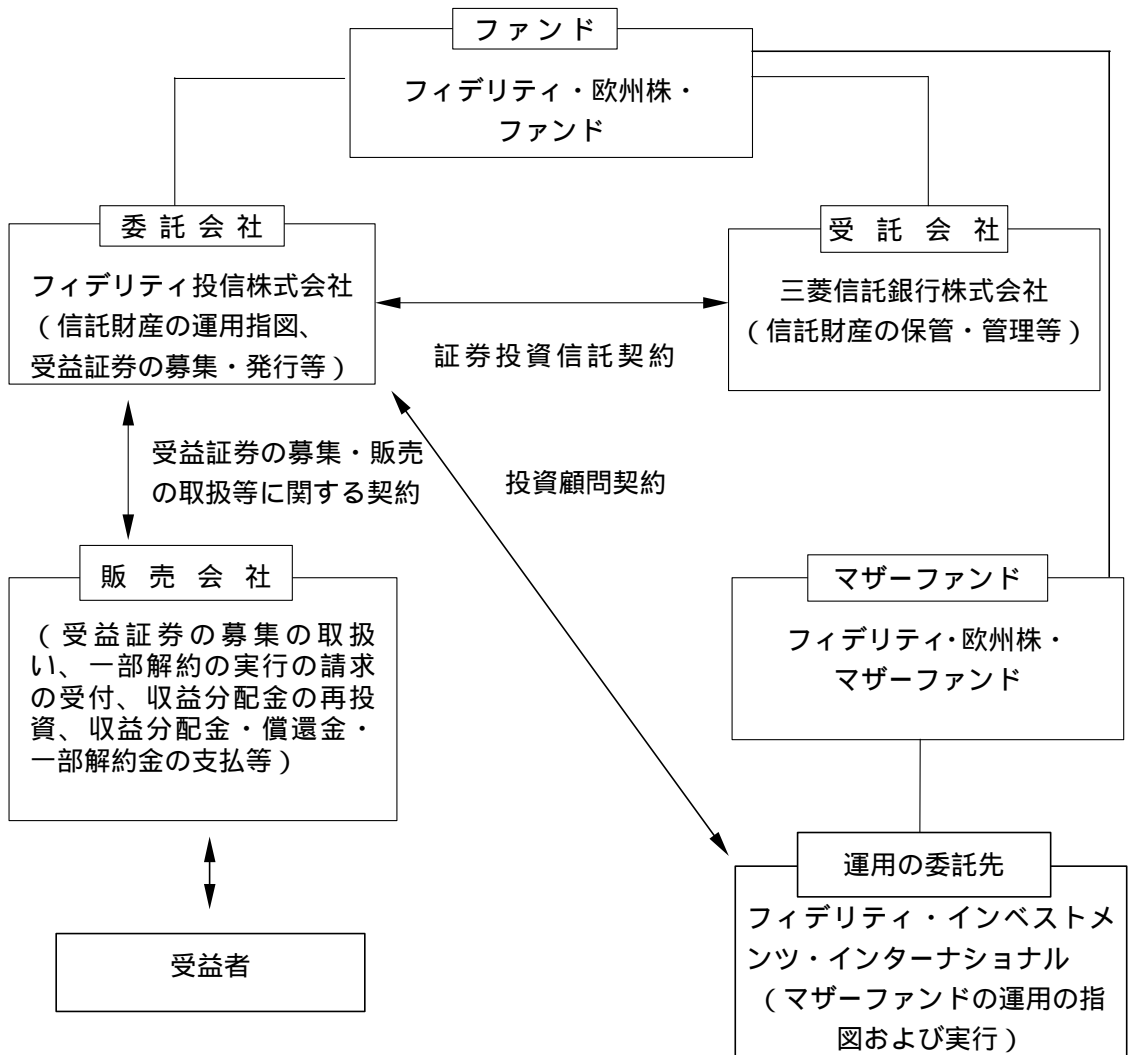 ファンド
フィデリティ・欧州株・
ファンド
委託会社
フィデリティ投信株式会社
（信託財産の運用指図、
受益証券の募集・発行等）
受託会社
三菱信託銀行株式会社
（信託財産の保管・管理等）
証券投資信託契約
受益証券の募集・販売
の取扱等に関する契約
投資顧問契約
販売会社
（受益証券の募集の取扱
い、一部解約の実行の請求
の受付、収益分配金の再投
資、収益分配金・償還金・
一部解約金の支払等）
マザーファンド
フィデリティ・欧州株・
マザーファンド
受益者
運用の委託先
フィデリティ・インベストメ
ンツ・インターナショナル
（マザーファンドの運用の指
図および実行）